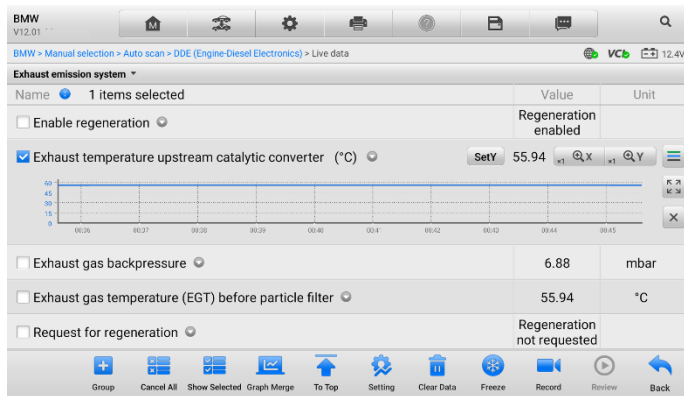 BMW
V12.01
BMW > Manual selection > Auto scan > DDE (Engine-Diesel Electronics) > Live data
VCb 12.4V
Exhaust emission system
Name 1 items selected Value Unit
Enable regeneration Regeneration enabled
Exhaust temperature upstream catalytic converter (°C) SetY 55.94 x1 X x1 Y
60
45
30
15
0
00:36 00:37 00:38 00:39 00:40 00:41 00:42 00:43 00:44 00:45
Exhaust gas backpressure 6.88 mbar
Exhaust gas temperature (EGT) before particle filter 55.94 °C
Request for regeneration Regeneration not requested
Group Cancel All Show Selected Graph Merge To Top Setting Clear Data Freeze Record Review Back